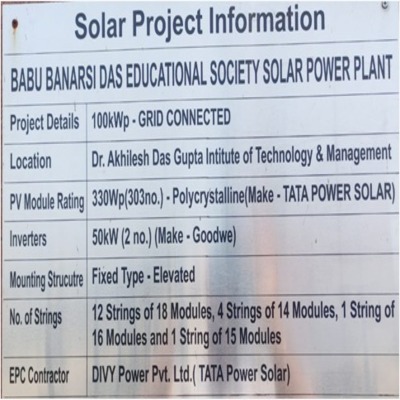 Solar Project Information
BABU BANARSI DAS EDUCATIONAL SOCIETY SOLAR POWER PLANT
Project Details 100kWp - GRID CONNECTED
Location Dr. Akhilesh Das Gupta Intitute of Technology & Management
PV Module Rating 330Wp(303no.) - Polycrystalline(Make - TATA POWER SOLAR)
Inverters 50kW (2 no.) (Make - Goodwe)
Mounting Strucutre Fixed Type - Elevated
No. of Strings 12 Strings of 18 Modules, 4 Strings of 14 Modules, 1 String of
16 Modules and 1 String of 15 Modules
EPC Contractor DIVY Power Pvt. Ltd.( TATA Power Solar)